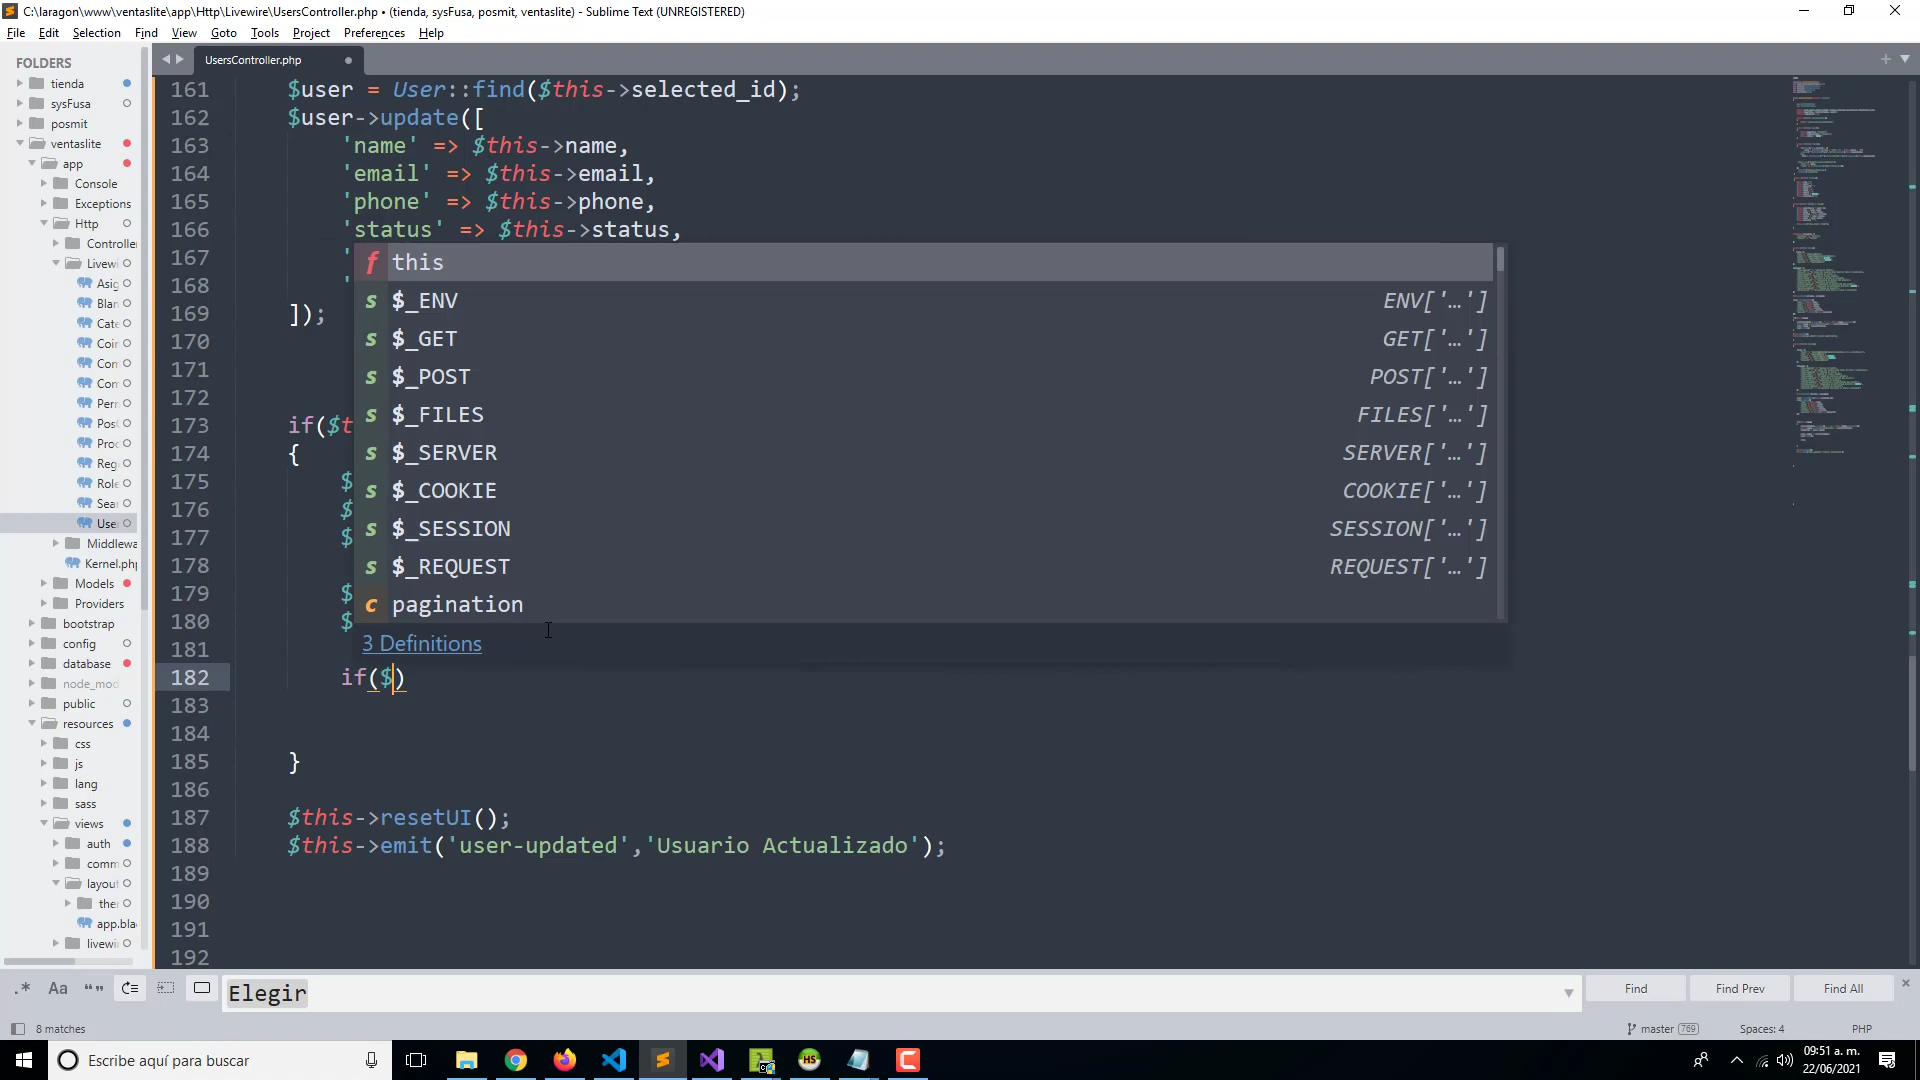 C:\laragon\www\ventaslite\app\Http\Livewire\UsersController.php • (tienda, sysFusa, posmit, ventaslite) - Sublime Text (UNREGISTERED)
File Edit Selection Find View Goto Tools Project Preferences Help
FOLDERS
tienda
sysFusa
posmit
ventaslite
app
Console
Exceptions
Http
Controller
Livewi
Asig
Blan
Cate
Coin
Con
Con
Pern
Pos
Proc
Reg
Role
Sear
User
Middlewa
Kernel.php
Models
Providers
bootstrap
config
database
node_mod
public
resources
css
js
lang
sass
views
auth
comm
layout
the
app.bla
livewi
UsersController.php
161 $user = User::find($this->selected_id);
162 $user->update([
163 'name' => $this->name,
164 'email' => $this->email,
165 'phone' => $this->phone,
166 'status' => $this->status,
167 '
168 '
169 ]);
170
171
172
173 if($t
174 {
175 $
176 $
177 $
178
179 $
180 $
181
182 if($)
183
184
185 }
186
187 $this->resetUI();
188 $this->emit('user-updated','Usuario Actualizado');
189
190
191
192
f this
s $_ENV ENV['…']
s $_GET GET['…']
s $_POST POST['…']
s $_FILES FILES['…']
s $_SERVER SERVER['…']
s $_COOKIE COOKIE['…']
s $_SESSION SESSION['…']
s $_REQUEST REQUEST['…']
c pagination
3 Definitions
.* Aa “” Elegir Find Find Prev Find All
8 matches master 769 Spaces: 4 PHP
Escribe aquí para buscar
HS
09:51 a. m.
22/06/2021